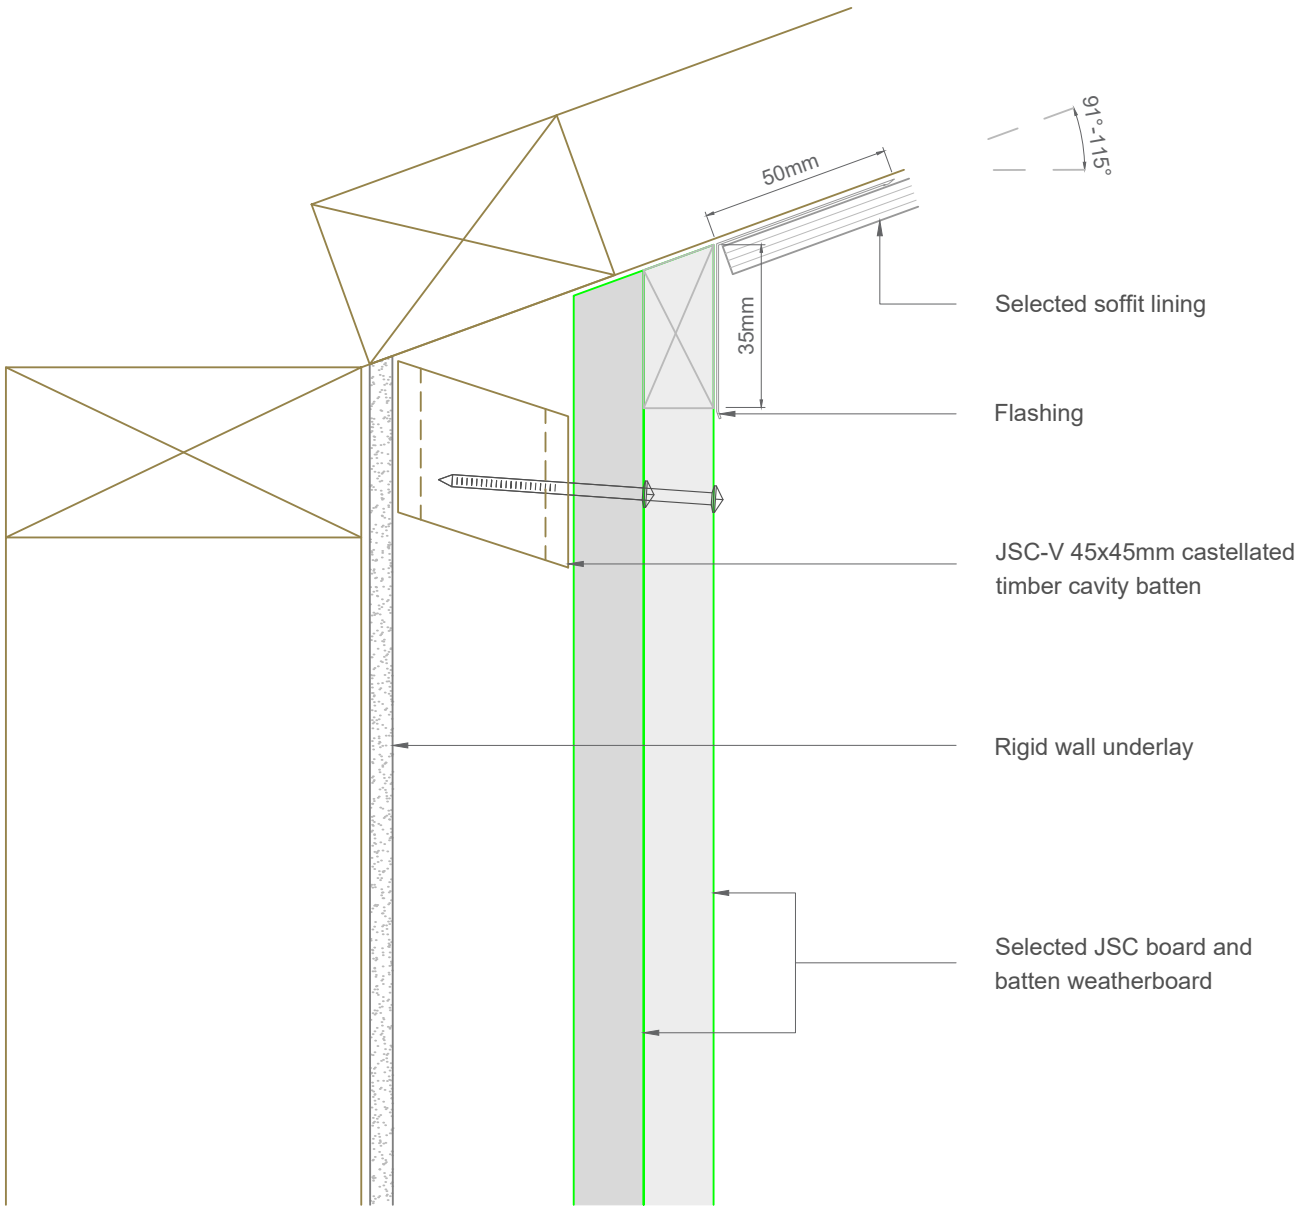 91°-115°
50mm
35mm
Selected soffit lining
Flashing
JSC-V 45x45mm castellated
timber cavity batten
Rigid wall underlay
Selected JSC board and
batten weatherboard